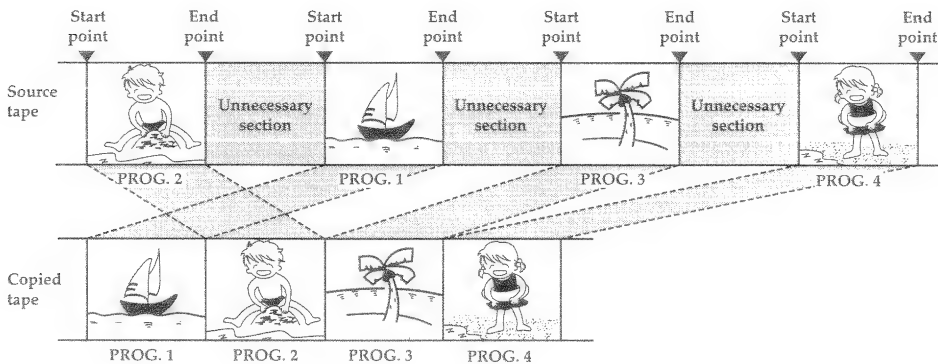 Start point
End point
Start point
End point
Start point
End point
Start point
End point
Source tape
Unnecessary section
Unnecessary section
Unnecessary section
PROG. 2
PROG. 1
PROG. 3
PROG. 4
Copied tape
PROG. 1
PROG. 2
PROG. 3
PROG. 4